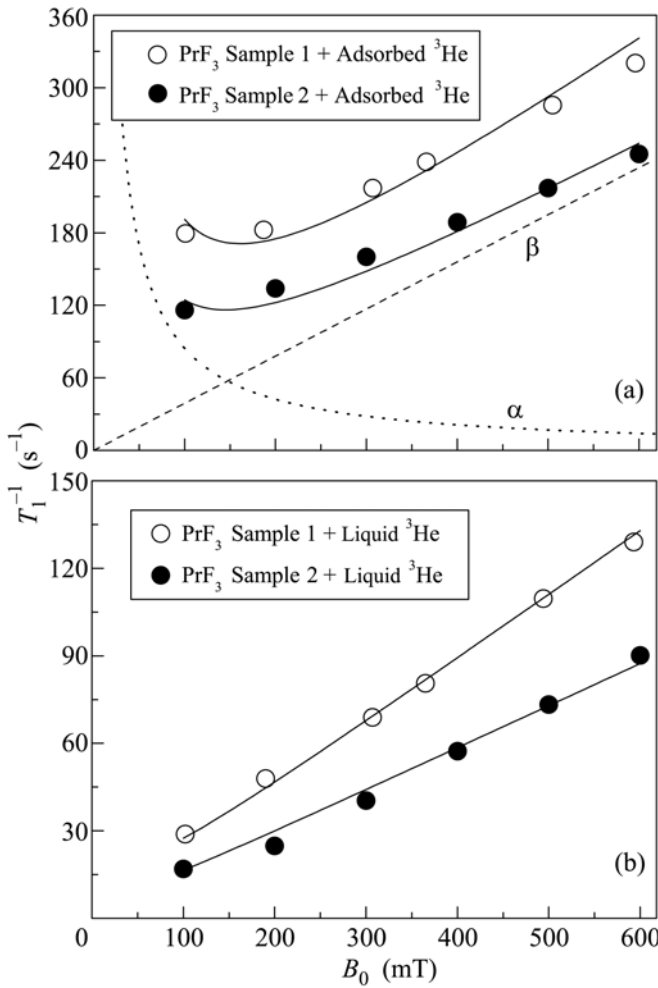 360
300
240
180
120
60
0
PrF₃ Sample 1 + Adsorbed ³He
PrF₃ Sample 2 + Adsorbed ³He
β
α
(a)
T₁⁻¹ (s⁻¹)
150
120
90
60
30
PrF₃ Sample 1 + Liquid ³He
PrF₃ Sample 2 + Liquid ³He
(b)
0 100 200 300 400 500 600
B₀ (mT)